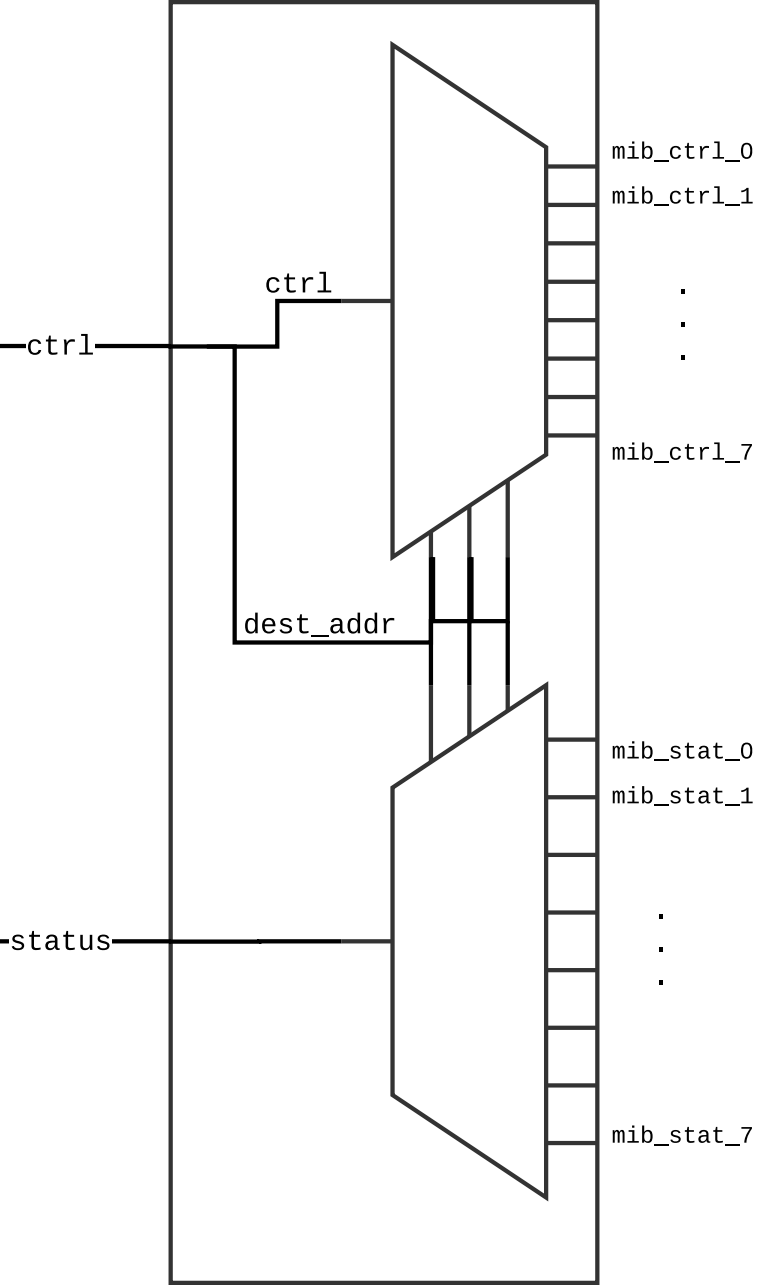 mib_ctrl_0
mib_ctrl_1
ctrl
.
ctrl
.
.
mib_ctrl_7
dest_addr
mib_stat_0
mib_stat_1
.
status
.
.
mib_stat_7